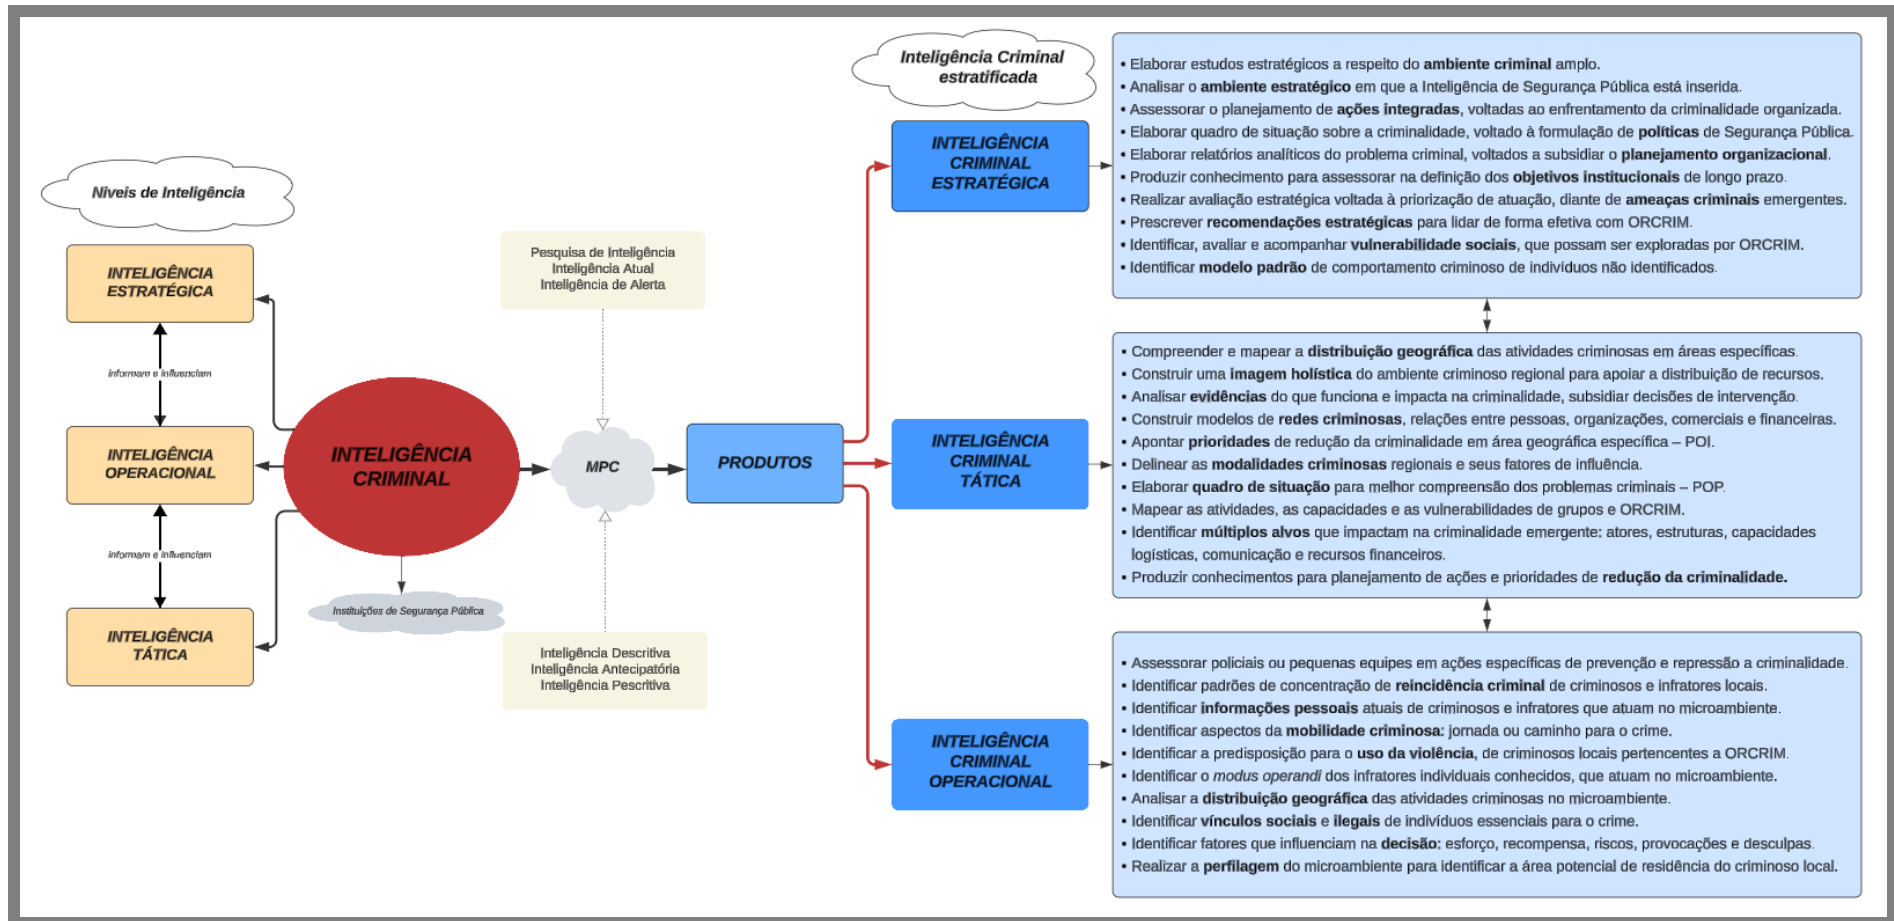 Níveis de Inteligência
INTELIGÊNCIA
ESTRATÉGICA
informam e influenciam
INTELIGÊNCIA
OPERACIONAL
informam e influenciam
INTELIGÊNCIA
TÁTICA
INTELIGÊNCIA
CRIMINAL
Instituições de Segurança Pública
Pesquisa de Inteligência
Inteligência Atual
Inteligência de Alerta
MPC
Inteligência Descritiva
Inteligência Antecipatória
Inteligência Pescritiva
PRODUTOS
Inteligência Criminal
estratificada
INTELIGÊNCIA
CRIMINAL
ESTRATÉGICA
• Elaborar estudos estratégicos a respeito do ambiente criminal amplo.
• Analisar o ambiente estratégico em que a Inteligência de Segurança Pública está inserida.
• Assessorar o planejamento de ações integradas, voltadas ao enfrentamento da criminalidade organizada.
• Elaborar quadro de situação sobre a criminalidade, voltado à formulação de políticas de Segurança Pública.
• Elaborar relatórios analíticos do problema criminal, voltados a subsidiar o planejamento organizacional.
• Produzir conhecimento para assessorar na definição dos objetivos institucionais de longo prazo.
• Realizar avaliação estratégica voltada à priorização de atuação, diante de ameaças criminais emergentes.
• Prescrever recomendações estratégicas para lidar de forma efetiva com ORCRIM.
• Identificar, avaliar e acompanhar vulnerabilidade sociais, que possam ser exploradas por ORCRIM.
• Identificar modelo padrão de comportamento criminoso de indivíduos não identificados.
INTELIGÊNCIA
CRIMINAL
TÁTICA
• Compreender e mapear a distribuição geográfica das atividades criminosas em áreas específicas.
• Construir uma imagem holística do ambiente criminoso regional para apoiar a distribuição de recursos.
• Analisar evidências do que funciona e impacta na criminalidade, subsidiar decisões de intervenção.
• Construir modelos de redes criminosas, relações entre pessoas, organizações, comerciais e financeiras.
• Apontar prioridades de redução da criminalidade em área geográfica específica – POI.
• Delinear as modalidades criminosas regionais e seus fatores de influência.
• Elaborar quadro de situação para melhor compreensão dos problemas criminais – POP.
• Mapear as atividades, as capacidades e as vulnerabilidades de grupos e ORCRIM.
• Identificar múltiplos alvos que impactam na criminalidade emergente: atores, estruturas, capacidades
logísticas, comunicação e recursos financeiros.
• Produzir conhecimentos para planejamento de ações e prioridades de redução da criminalidade.
INTELIGÊNCIA
CRIMINAL
OPERACIONAL
• Assessorar policiais ou pequenas equipes em ações específicas de prevenção e repressão a criminalidade.
• Identificar padrões de concentração de reincidência criminal de criminosos e infratores locais.
• Identificar informações pessoais atuais de criminosos e infratores que atuam no microambiente.
• Identificar aspectos da mobilidade criminosa: jornada ou caminho para o crime.
• Identificar a predisposição para o uso da violência, de criminosos locais pertencentes a ORCRIM.
• Identificar o modus operandi dos infratores individuais conhecidos, que atuam no microambiente.
• Analisar a distribuição geográfica das atividades criminosas no microambiente.
• Identificar vínculos sociais e ilegais de indivíduos essenciais para o crime.
• Identificar fatores que influenciam na decisão: esforço, recompensa, riscos, provocações e desculpas.
• Realizar a perfilagem do microambiente para identificar a área potencial de residência do criminoso local.